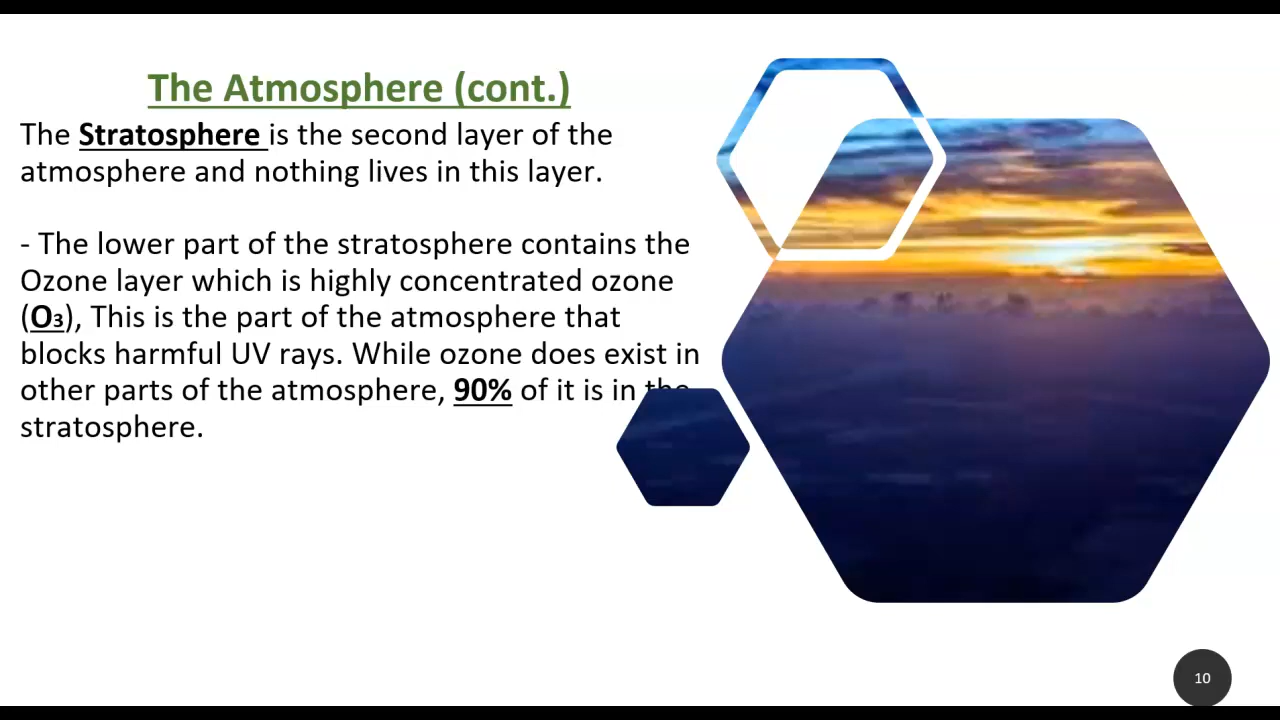 The Atmosphere (cont.)
The Stratosphere is the second layer of the
atmosphere and nothing lives in this layer.
- The lower part of the stratosphere contains the
Ozone layer which is highly concentrated ozone
(O₃), This is the part of the atmosphere that
blocks harmful UV rays. While ozone does exist in
other parts of the atmosphere, 90% of it is in the
stratosphere.
10